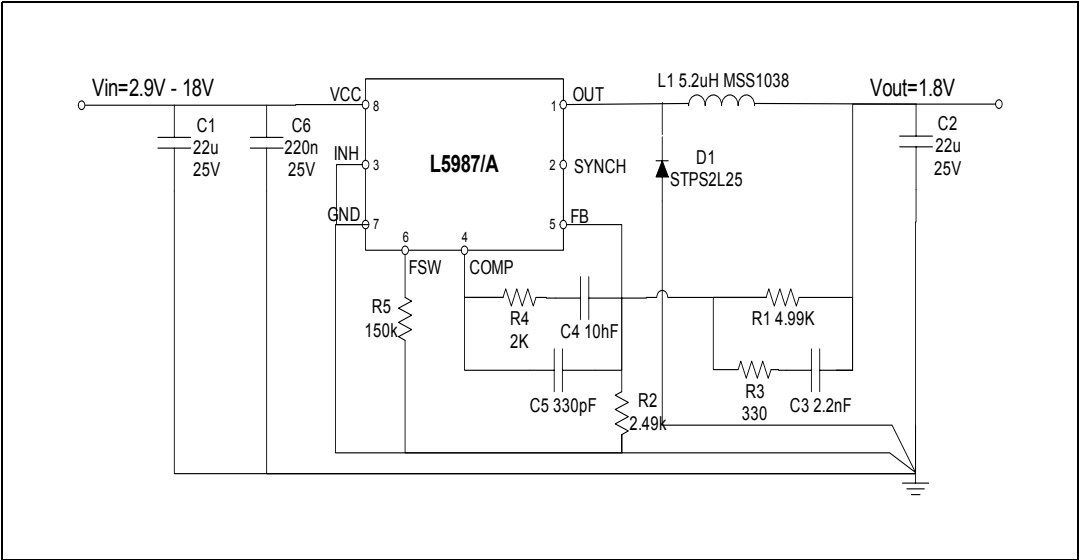 Vin=2.9V - 18V
C1
22u
25V
C6
220n
25V
VCC
8
INH
3
GND
7
L5987/A
1
OUT
2
SYNCH
5
FB
6
FSW
4
COMP
L1 5.2uH MSS1038
Vout=1.8V
C2
22u
25V
D1
STPS2L25
R5
150k
R4
2K
C4 10hF
C5 330pF
R2
2.49k
R1 4.99K
R3
330
C3 2.2nF